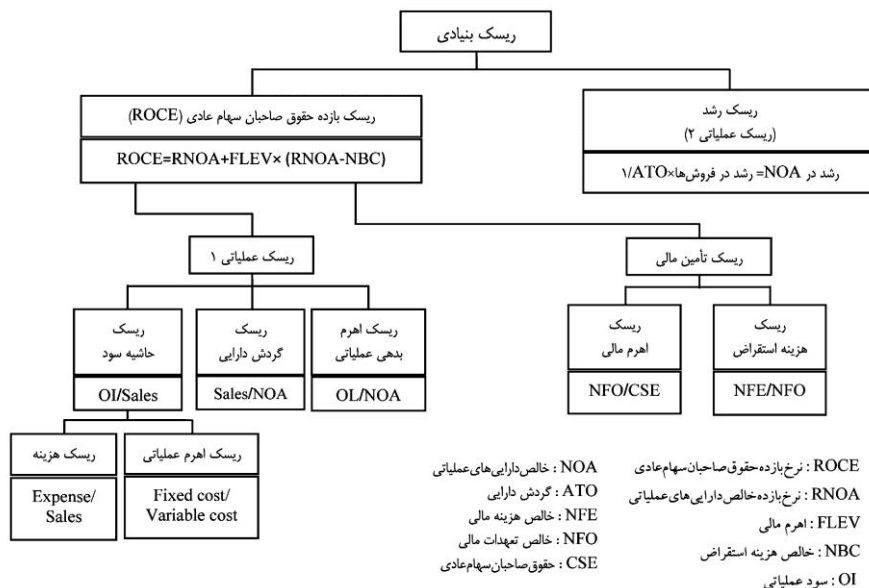 ریسک بنیادی
ریسک بازده حقوق صاحبان سهام عادی (ROCE)
ROCE=RNOA+FLEV× (RNOA-NBC)
ریسک رشد
(ریسک عملیاتی ۲)
رشد در NOA= رشد در فروش‌ها×۱/ATO
ریسک عملیاتی ۱
ریسک تأمین مالی
ریسک
حاشیه سود
OI/Sales
ریسک
گردش دارایی
Sales/NOA
ریسک اهرم
بدهی عملیاتی
OL/NOA
ریسک
اهرم مالی
NFO/CSE
ریسک
هزینه استقراض
NFE/NFO
ریسک هزینه
Expense/
Sales
ریسک اهرم عملیاتی
Fixed cost/
Variable cost
ROCE : نرخ بازده حقوق صاحبان سهام عادی
RNOA : نرخ بازده خالص دارایی‌های عملیاتی
FLEV : اهرم مالی
NBC : خالص هزینه استقراض
OI : سود عملیاتی
NOA : خالص دارایی‌های عملیاتی
ATO : گردش دارایی
NFE : خالص هزینه مالی
NFO : خالص تعهدات مالی
CSE : حقوق صاحبان سهام عادی